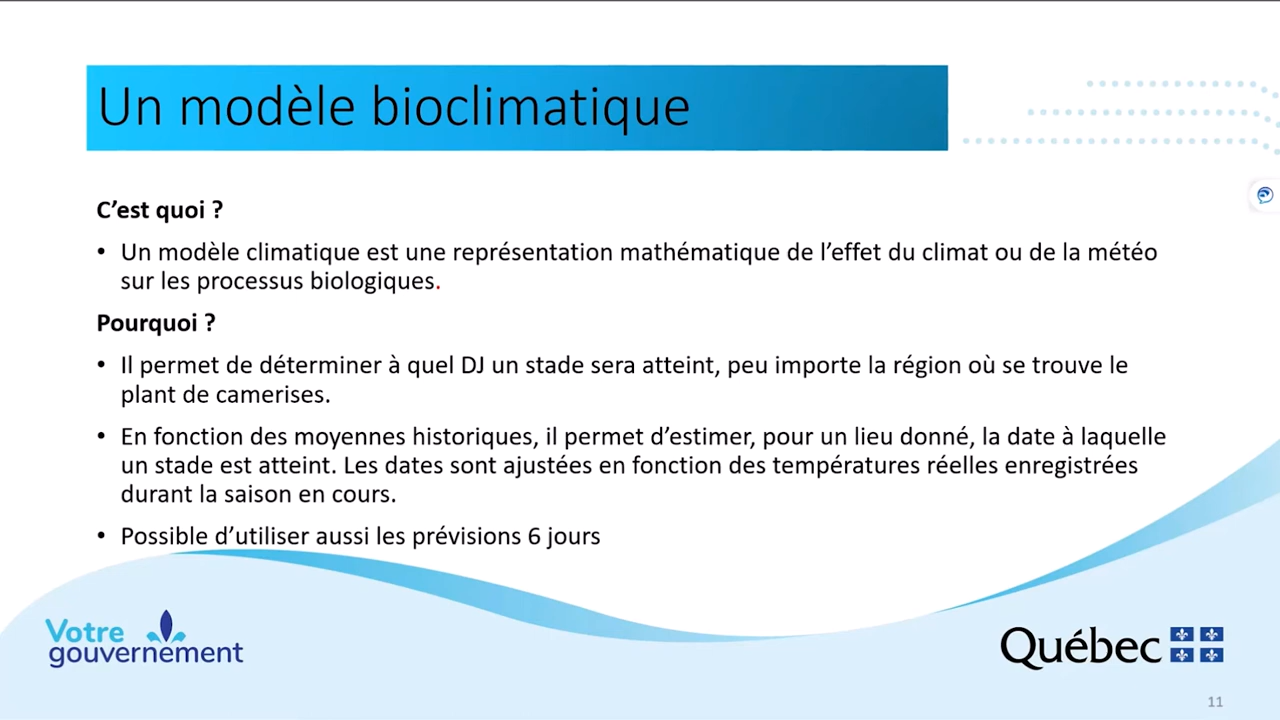 Un modèle bioclimatique
C’est quoi ?
• Un modèle climatique est une représentation mathématique de l’effet du climat ou de la météo
sur les processus biologiques.
Pourquoi ?
• Il permet de déterminer à quel DJ un stade sera atteint, peu importe la région où se trouve le
plant de camerises.
• En fonction des moyennes historiques, il permet d’estimer, pour un lieu donné, la date à laquelle
un stade est atteint. Les dates sont ajustées en fonction des températures réelles enregistrées
durant la saison en cours.
• Possible d’utiliser aussi les prévisions 6 jours
Votre
gouvernement
Québec
11